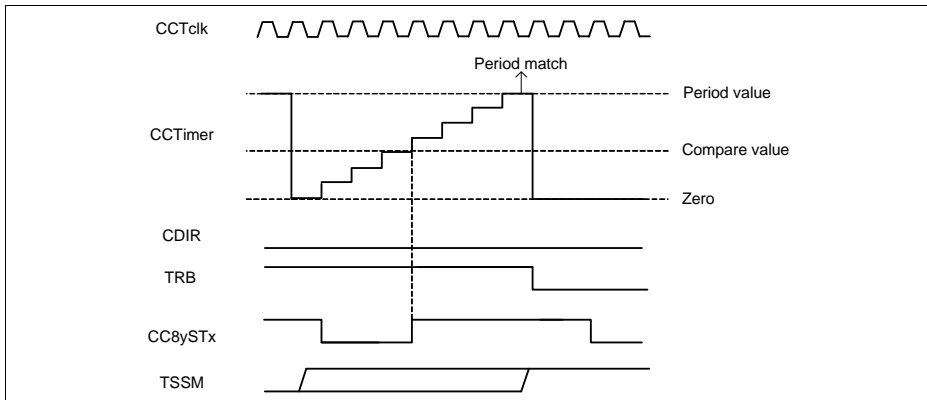 CCTclk
Period match
Period value
CCTimer
Compare value
Zero
CDIR
TRB
CC8ySTx
TSSM